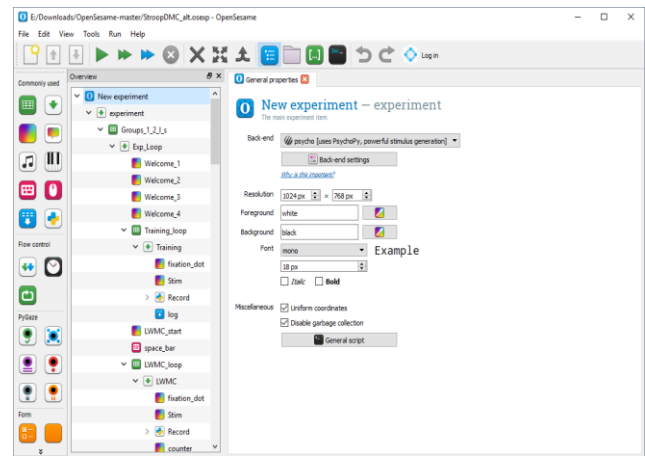 E:/Downloads/OpenSesame-master/StroopDMC_alt.osexp - OpenSesame
File Edit View Tools Run Help
Log in
Commonly used
Flow control
PyGaze
Form
Overview
New experiment
experiment
Groups_1_2_l_s
Exp_Loop
Welcome_1
Welcome_2
Welcome_3
Welcome_4
Training_loop
Training
fixation_dot
Stim
Record
log
LWMC_start
space_bar
LWMC_loop
LWMC
fixation_dot
Stim
Record
counter
General properties
New experiment — experiment
The main experiment item
Back-end psycho [uses PsychoPy, powerful stimulus generation]
Back-end settings
Why is this important?
Resolution 1024 px × 768 px
Foreground white
Background black
Font mono Example
18 px
Italic Bold
Miscellaneous Uniform coordinates
Disable garbage collection
General script